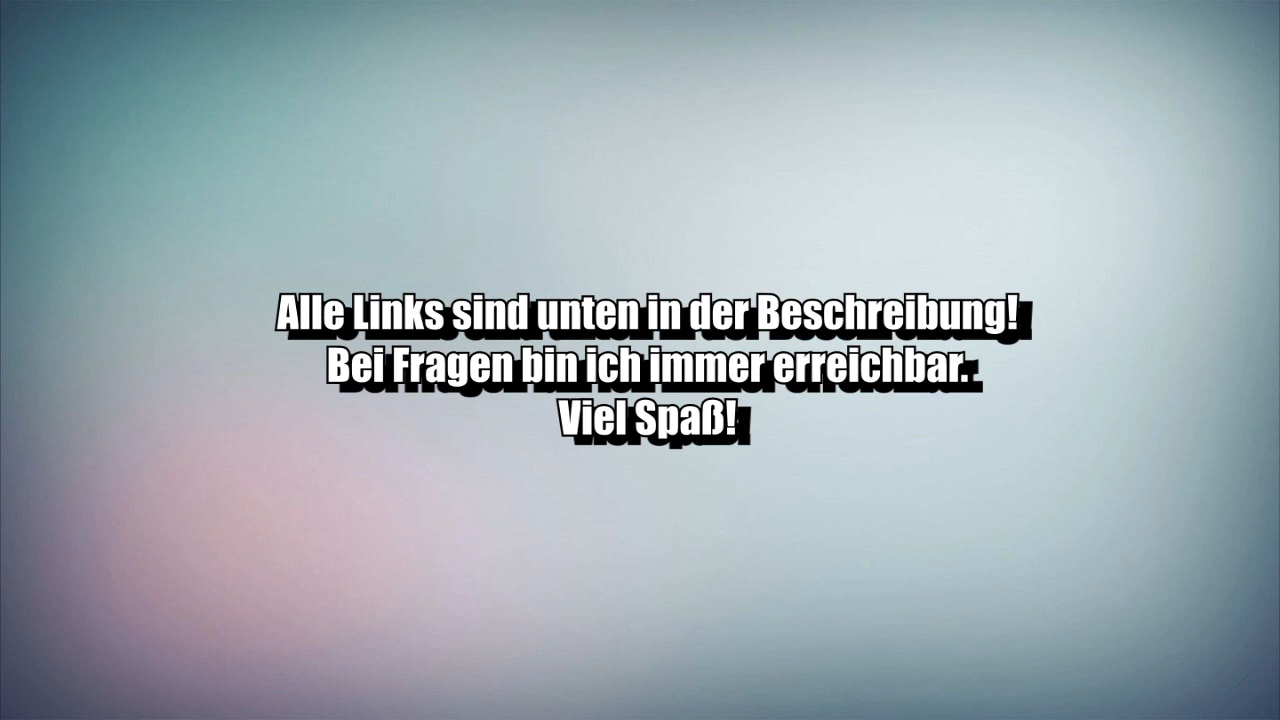 Alle Links sind unten in der Beschreibung!
Bei Fragen bin ich immer erreichbar.
Viel Spaß!